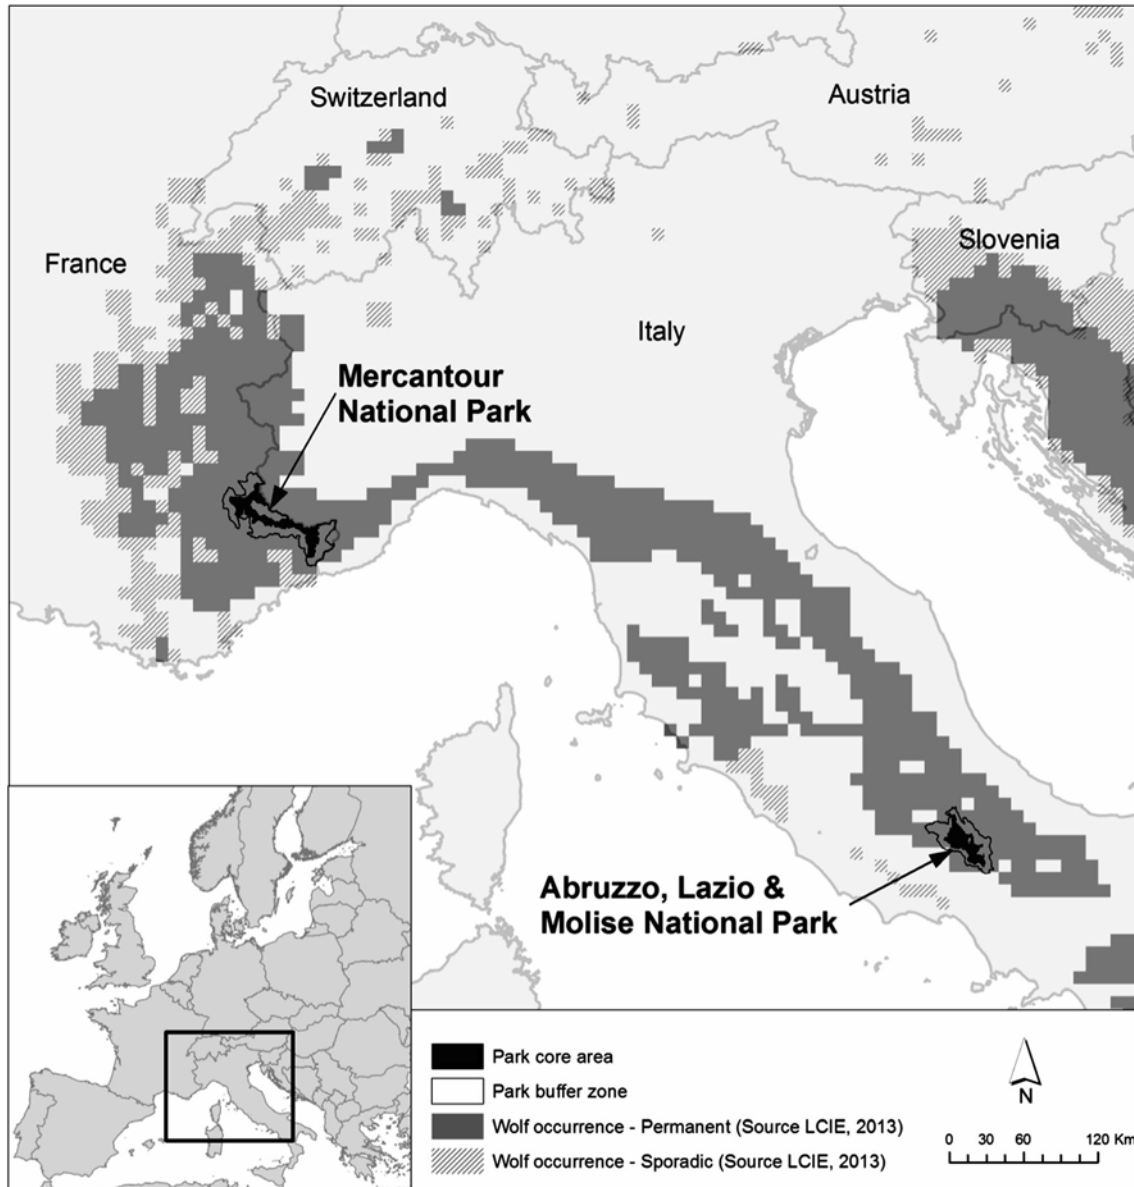 Switzerland
Austria
France
Slovenia
Italy
Mercantour
National Park
Abruzzo, Lazio &
Molise National Park
Park core area
Park buffer zone
Wolf occurrence - Permanent (Source LCIE, 2013)
Wolf occurrence - Sporadic (Source LCIE, 2013)
N
0 30 60 120 Km